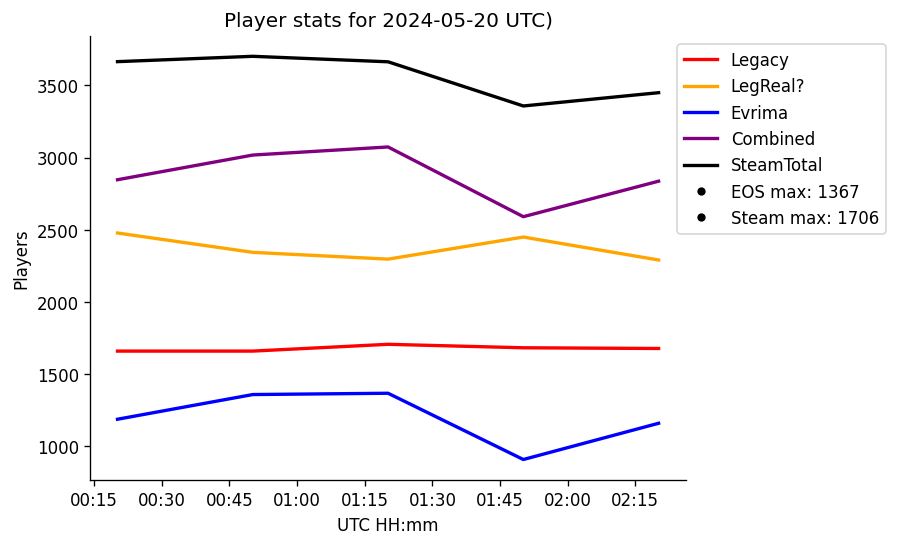 Player stats for 2024-05-20 UTC)
Players
3500
3000
2500
2000
1500
1000
00:15 00:30 00:45 01:00 01:15 01:30 01:45 02:00 02:15
UTC HH:mm
Legacy
LegReal?
Evrima
Combined
SteamTotal
EOS max: 1367
Steam max: 1706